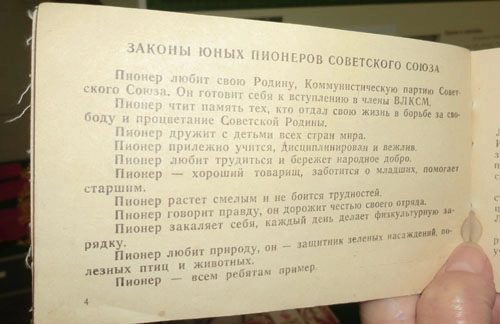 ЗАКОНЫ ЮНЫХ ПИОНЕРОВ СОВЕТСКОГО СОЮЗА
Пионер любит свою Родину, Коммунистическую партию Совет-
ского Союза. Он готовит себя к вступлению в члены ВЛКСМ.
Пионер чтит память тех, кто отдал свою жизнь в борьбе за сво-
боду и процветание Советской Родины.
Пионер дружит с детьми всех стран мира.
Пионер прилежно учится, дисциплинирован и вежлив.
Пионер любит трудиться и бережет народное добро.
Пионер — хороший товарищ, заботится о младших, помогает
старшим.
Пионер растет смелым и не боится трудностей.
Пионер говорит правду, он дорожит честью своего отряда.
Пионер закаляет себя, каждый день делает физкультурную за-
рядку.
Пионер любит природу, он — защитник зеленых насаждений, по-
лезных птиц и животных.
Пионер — всем ребятам пример.
4